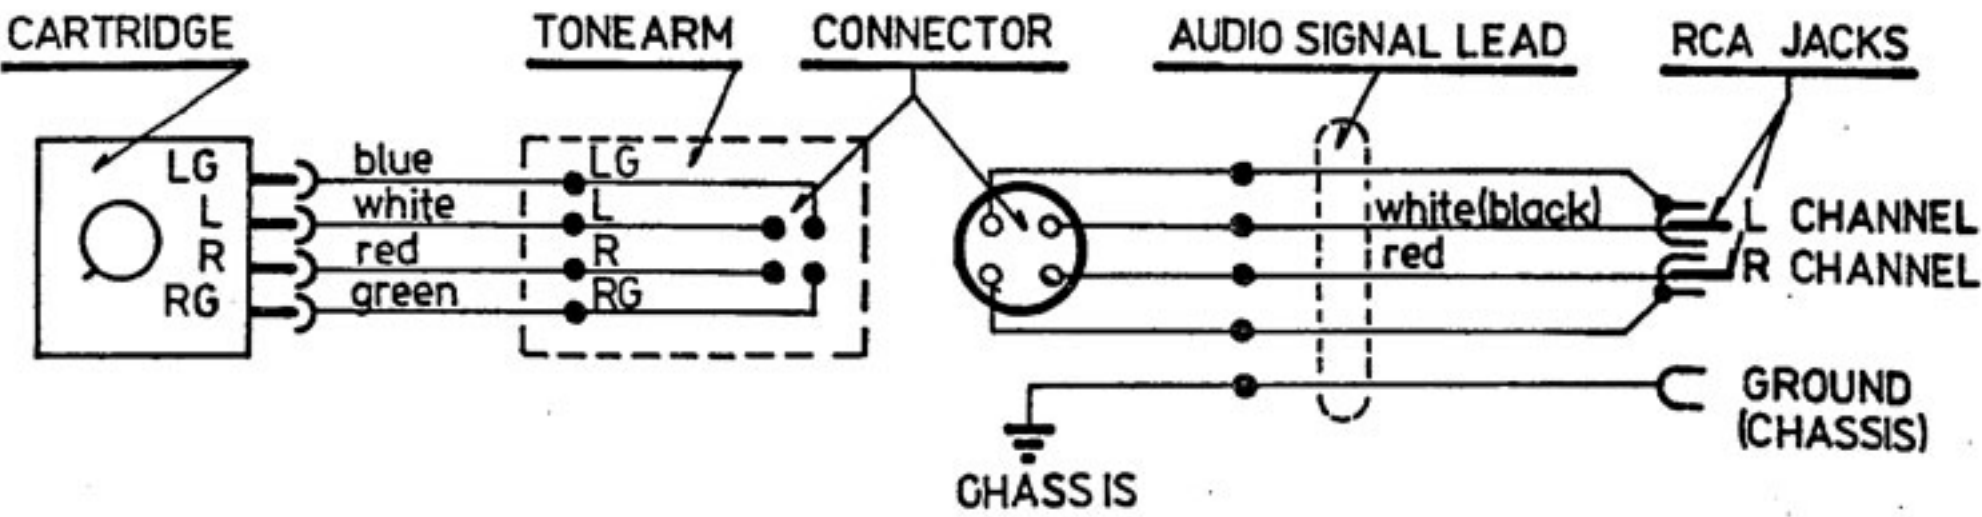 CARTRIDGE
TONEARM
CONNECTOR
AUDIO SIGNAL LEAD
RCA JACKS
LG
L
R
RG
blue
white
red
green
LG
L
R
RG
white(black)
red
L CHANNEL
R CHANNEL
GROUND
(CHASSIS)
CHASSIS